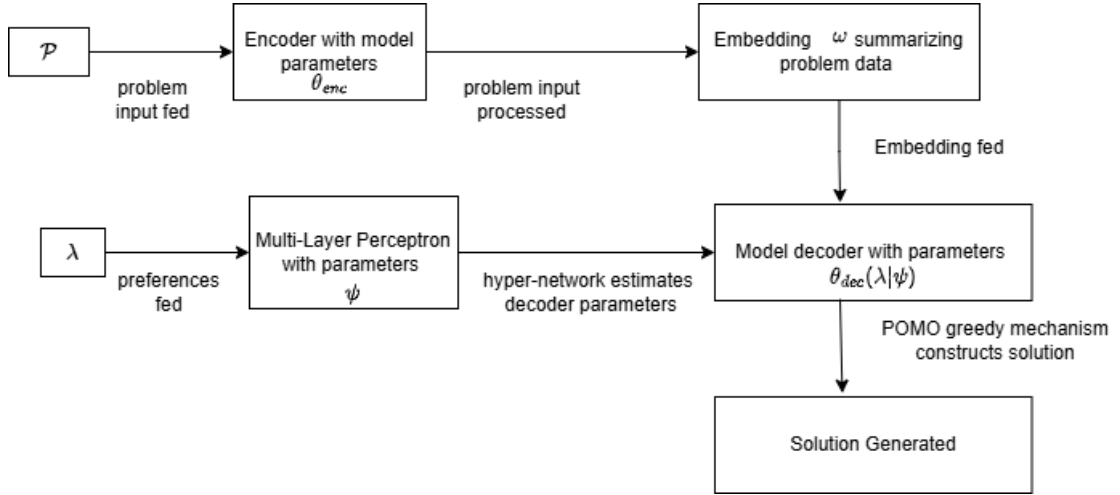 𝒫
problem
input fed
Encoder with model
parameters
θ_enc
problem input
processed
Embedding ω summarizing
problem data
Embedding fed
λ
preferences
fed
Multi-Layer Perceptron
with parameters
ψ
hyper-network estimates
decoder parameters
Model decoder with parameters
θ_dec(λ|ψ)
POMO greedy mechanism
constructs solution
Solution Generated